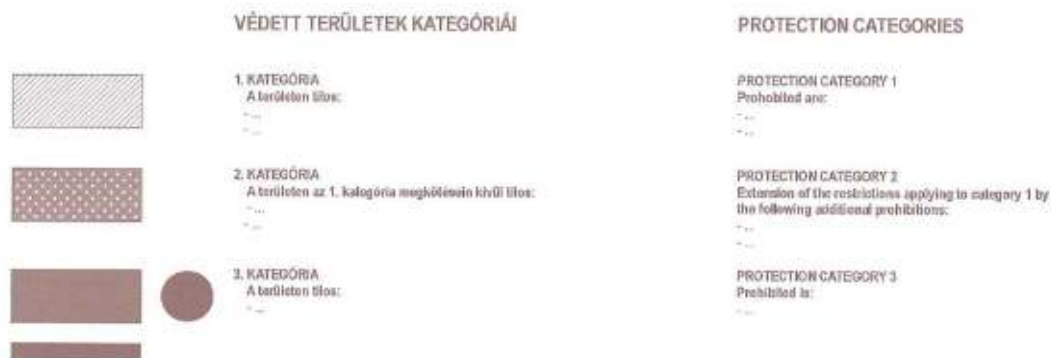 VÉDETT TERÜLETEK KATEGÓRIÁI
1. KATEGÓRIA
A területen tilos:
- ...
- ...
2. KATEGÓRIA
A területen az 1. kategória megkötésein kívül tilos:
- ...
- ...
3. KATEGÓRIA
A területen tilos:
- ...
PROTECTION CATEGORIES
PROTECTION CATEGORY 1
Prohobited are:
- ...
- ...
PROTECTION CATEGORY 2
Extension of the restrictions applying to category 1 by
the following additional prohibitions:
- ...
- ...
PROTECTION CATEGORY 3
Prohibited is:
- ...